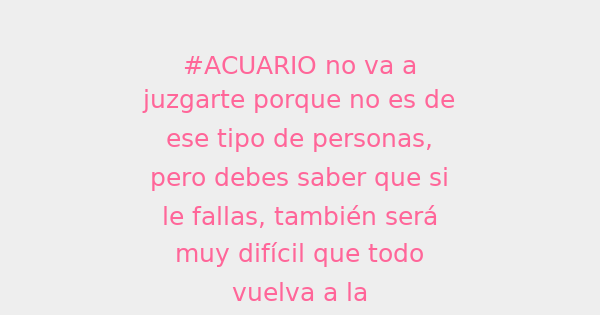 #ACUARIO no va a
juzgarte porque no es de
ese tipo de personas,
pero debes saber que si
le fallas, también será
muy difícil que todo
vuelva a la